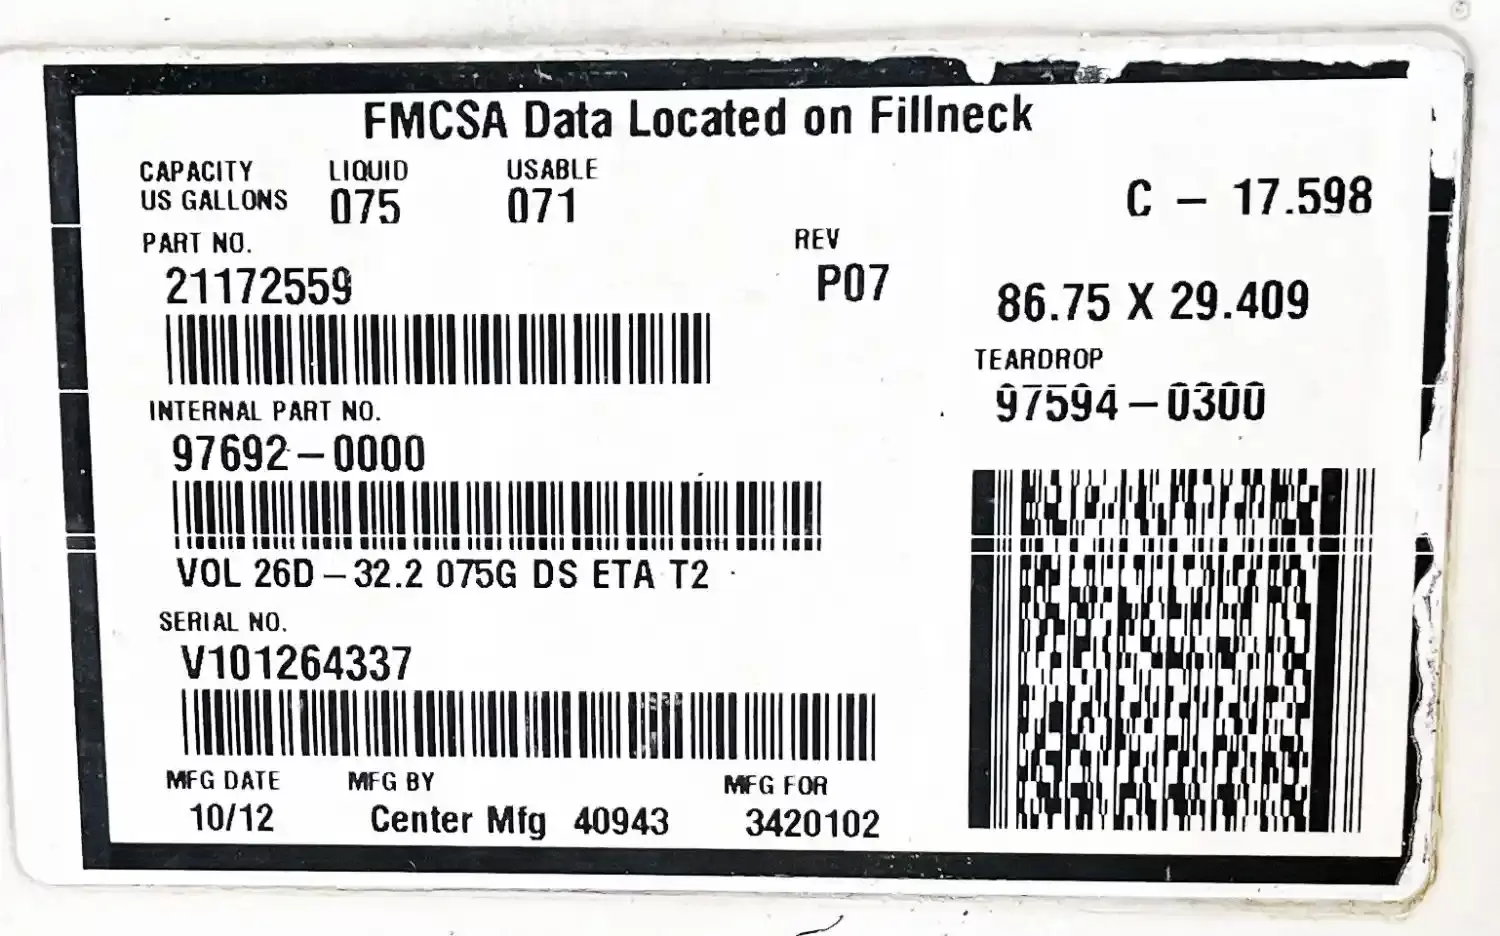 FMCSA Data Located on Fillneck
CAPACITY LIQUID USABLE
US GALLONS 075 071
C - 17.598
PART NO. REV
21172559 P07
86.75 X 29.409
TEARDROP
97594-0300
INTERNAL PART NO.
97692-0000
VOL 26D-32.2 075G DS ETA T2
SERIAL NO.
V101264337
MFG DATE MFG BY MFG FOR
10/12 Center Mfg 40943 3420102